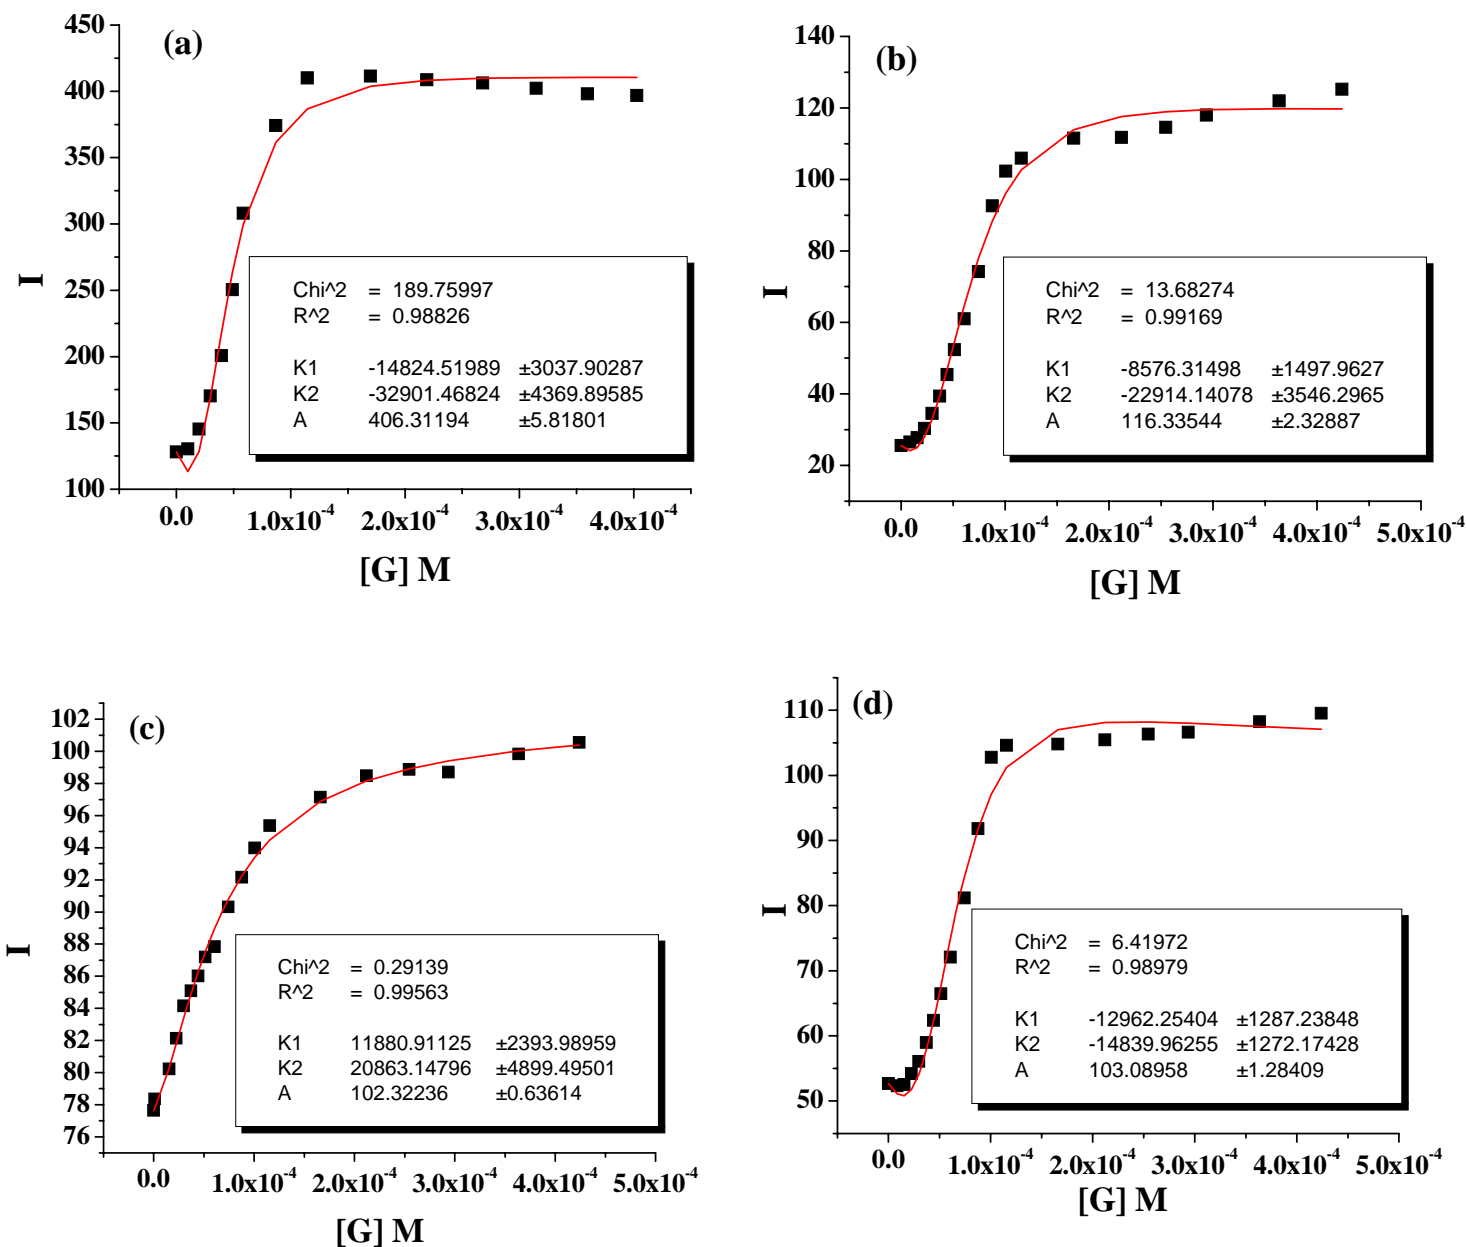 (a)
450
400
350
300
250
200
150
100
I
Chi^2 = 189.75997
R^2 = 0.98826
K1 -14824.51989 ±3037.90287
K2 -32901.46824 ±4369.89585
A 406.31194 ±5.81801
0.0 1.0x10⁻⁴ 2.0x10⁻⁴ 3.0x10⁻⁴ 4.0x10⁻⁴
[G] M
(b)
140
120
100
80
60
40
20
I
Chi^2 = 13.68274
R^2 = 0.99169
K1 -8576.31498 ±1497.9627
K2 -22914.14078 ±3546.2965
A 116.33544 ±2.32887
0.0 1.0x10⁻⁴ 2.0x10⁻⁴ 3.0x10⁻⁴ 4.0x10⁻⁴ 5.0x10⁻⁴
[G] M
(c)
102
100
98
96
94
92
90
88
86
84
82
80
78
76
I
Chi^2 = 0.29139
R^2 = 0.99563
K1 11880.91125 ±2393.98959
K2 20863.14796 ±4899.49501
A 102.32236 ±0.63614
0.0 1.0x10⁻⁴ 2.0x10⁻⁴ 3.0x10⁻⁴ 4.0x10⁻⁴ 5.0x10⁻⁴
[G] M
(d)
110
100
90
80
70
60
50
I
Chi^2 = 6.41972
R^2 = 0.98979
K1 -12962.25404 ±1287.23848
K2 -14839.96255 ±1272.17428
A 103.08958 ±1.28409
0.0 1.0x10⁻⁴ 2.0x10⁻⁴ 3.0x10⁻⁴ 4.0x10⁻⁴ 5.0x10⁻⁴
[G] M